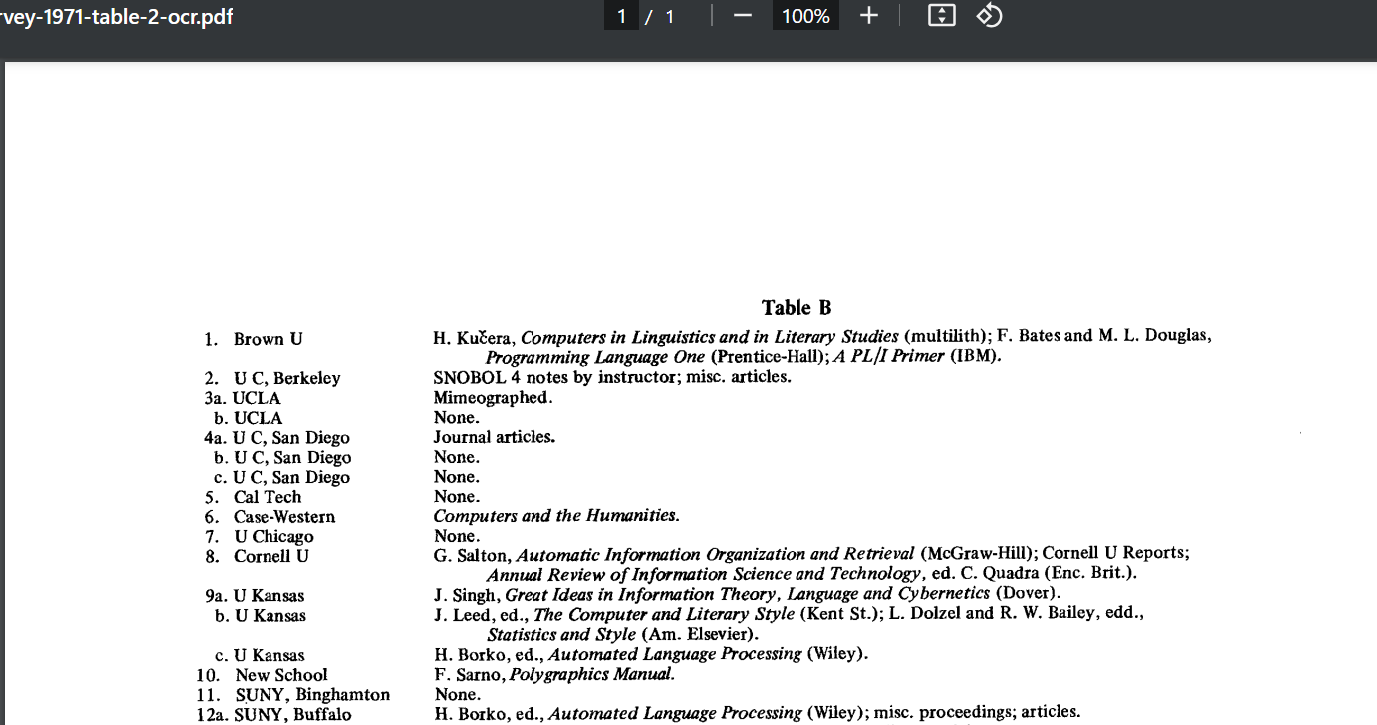 rvey-1971-table-2-ocr.pdf
1 / 1
100%
Table B
1. Brown U H. Kučera, Computers in Linguistics and in Literary Studies (multilith); F. Bates and M. L. Douglas,
Programming Language One (Prentice-Hall); A PL/I Primer (IBM).
2. U C, Berkeley SNOBOL 4 notes by instructor; misc. articles.
3a. UCLA Mimeographed.
b. UCLA None.
4a. U C, San Diego Journal articles.
b. U C, San Diego None.
c. U C, San Diego None.
5. Cal Tech None.
6. Case-Western Computers and the Humanities.
7. U Chicago None.
8. Cornell U G. Salton, Automatic Information Organization and Retrieval (McGraw-Hill); Cornell U Reports;
Annual Review of Information Science and Technology, ed. C. Quadra (Enc. Brit.).
9a. U Kansas J. Singh, Great Ideas in Information Theory, Language and Cybernetics (Dover).
b. U Kansas J. Leed, ed., The Computer and Literary Style (Kent St.); L. Dolzel and R. W. Bailey, edd.,
Statistics and Style (Am. Elsevier).
c. U Kansas H. Borko, ed., Automated Language Processing (Wiley).
10. New School F. Sarno, Polygraphics Manual.
11. SUNY, Binghamton None.
12a. SUNY, Buffalo H. Borko, ed., Automated Language Processing (Wiley); misc. proceedings; articles.